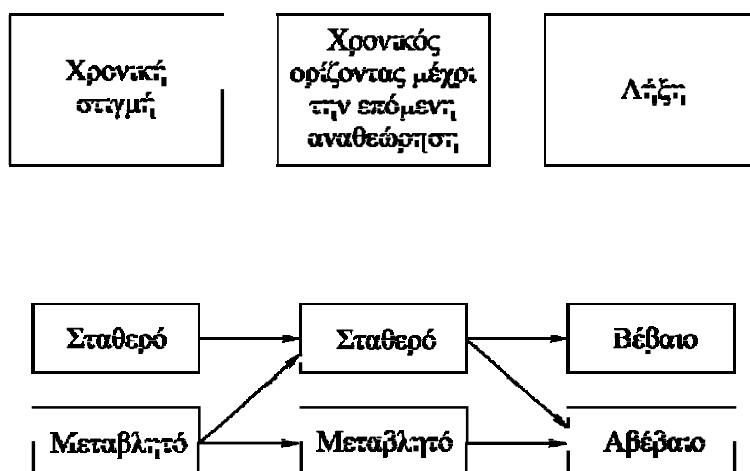 Χρονική
στιγμή
Χρονικός
ορίζοντας μέχρι
την επόμενη
αναθεώρηση
Λήξη
Σταθερό
Σταθερό
Βέβαιο
Μεταβλητό
Μεταβλητό
Αβέβαιο